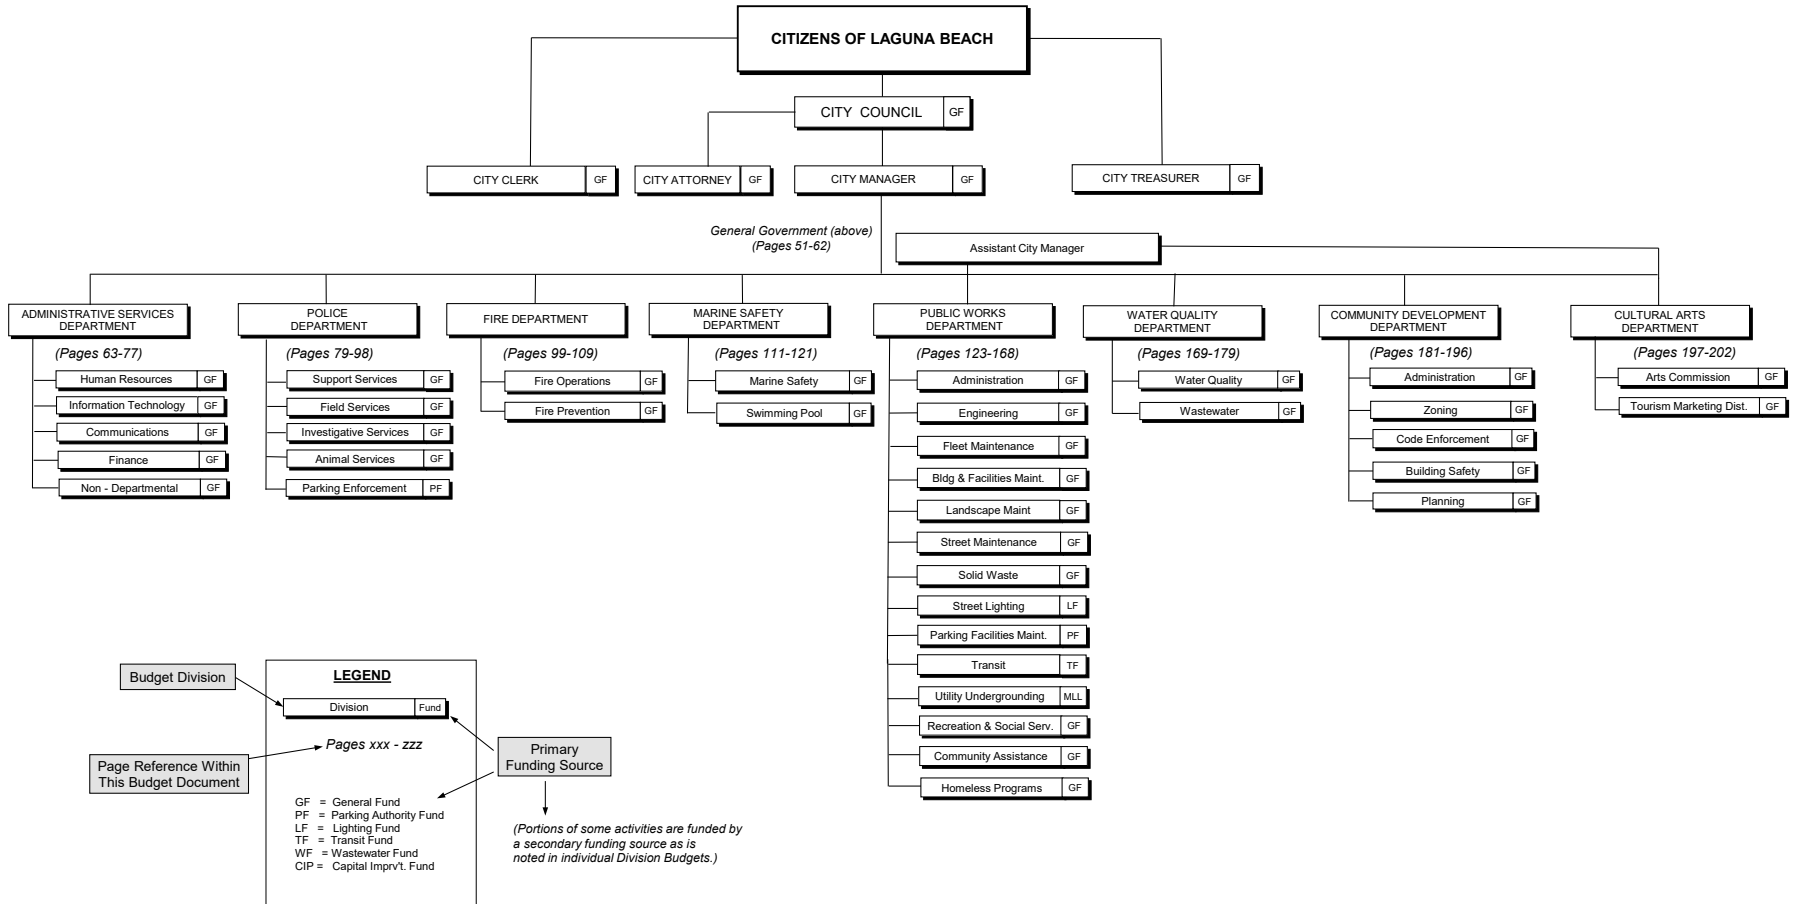 CITIZENS OF LAGUNA BEACH
CITY COUNCIL GF
CITY CLERK GF
CITY ATTORNEY GF
CITY MANAGER GF
CITY TREASURER GF
General Government (above)
(Pages 51-62)
Assistant City Manager
ADMINISTRATIVE SERVICES
DEPARTMENT
(Pages 63-77)
Human Resources GF
Information Technology GF
Communications GF
Finance GF
Non - Departmental GF
POLICE
DEPARTMENT
(Pages 79-98)
Support Services GF
Field Services GF
Investigative Services GF
Animal Services GF
Parking Enforcement PF
FIRE DEPARTMENT
(Pages 99-109)
Fire Operations GF
Fire Prevention GF
MARINE SAFETY
DEPARTMENT
(Pages 111-121)
Marine Safety GF
Swimming Pool GF
PUBLIC WORKS
DEPARTMENT
(Pages 123-168)
Administration GF
Engineering GF
Fleet Maintenance GF
Bldg & Facilities Maint. GF
Landscape Maint GF
Street Maintenance GF
Solid Waste GF
Street Lighting LF
Parking Facilities Maint. PF
Transit TF
Utility Undergrounding MLL
Recreation & Social Serv. GF
Community Assistance GF
Homeless Programs GF
WATER QUALITY
DEPARTMENT
(Pages 169-179)
Water Quality GF
Wastewater GF
COMMUNITY DEVELOPMENT
DEPARTMENT
(Pages 181-196)
Administration GF
Zoning GF
Code Enforcement GF
Building Safety GF
Planning GF
CULTURAL ARTS
DEPARTMENT
(Pages 197-202)
Arts Commission GF
Tourism Marketing Dist. GF
Budget Division
Page Reference Within
This Budget Document
LEGEND
Division Fund
Pages xxx - zzz
GF = General Fund
PF = Parking Authority Fund
LF = Lighting Fund
TF = Transit Fund
WF = Wastewater Fund
CIP = Capital Imprv't. Fund
Primary
Funding Source
(Portions of some activities are funded by
a secondary funding source as is
noted in individual Division Budgets.)